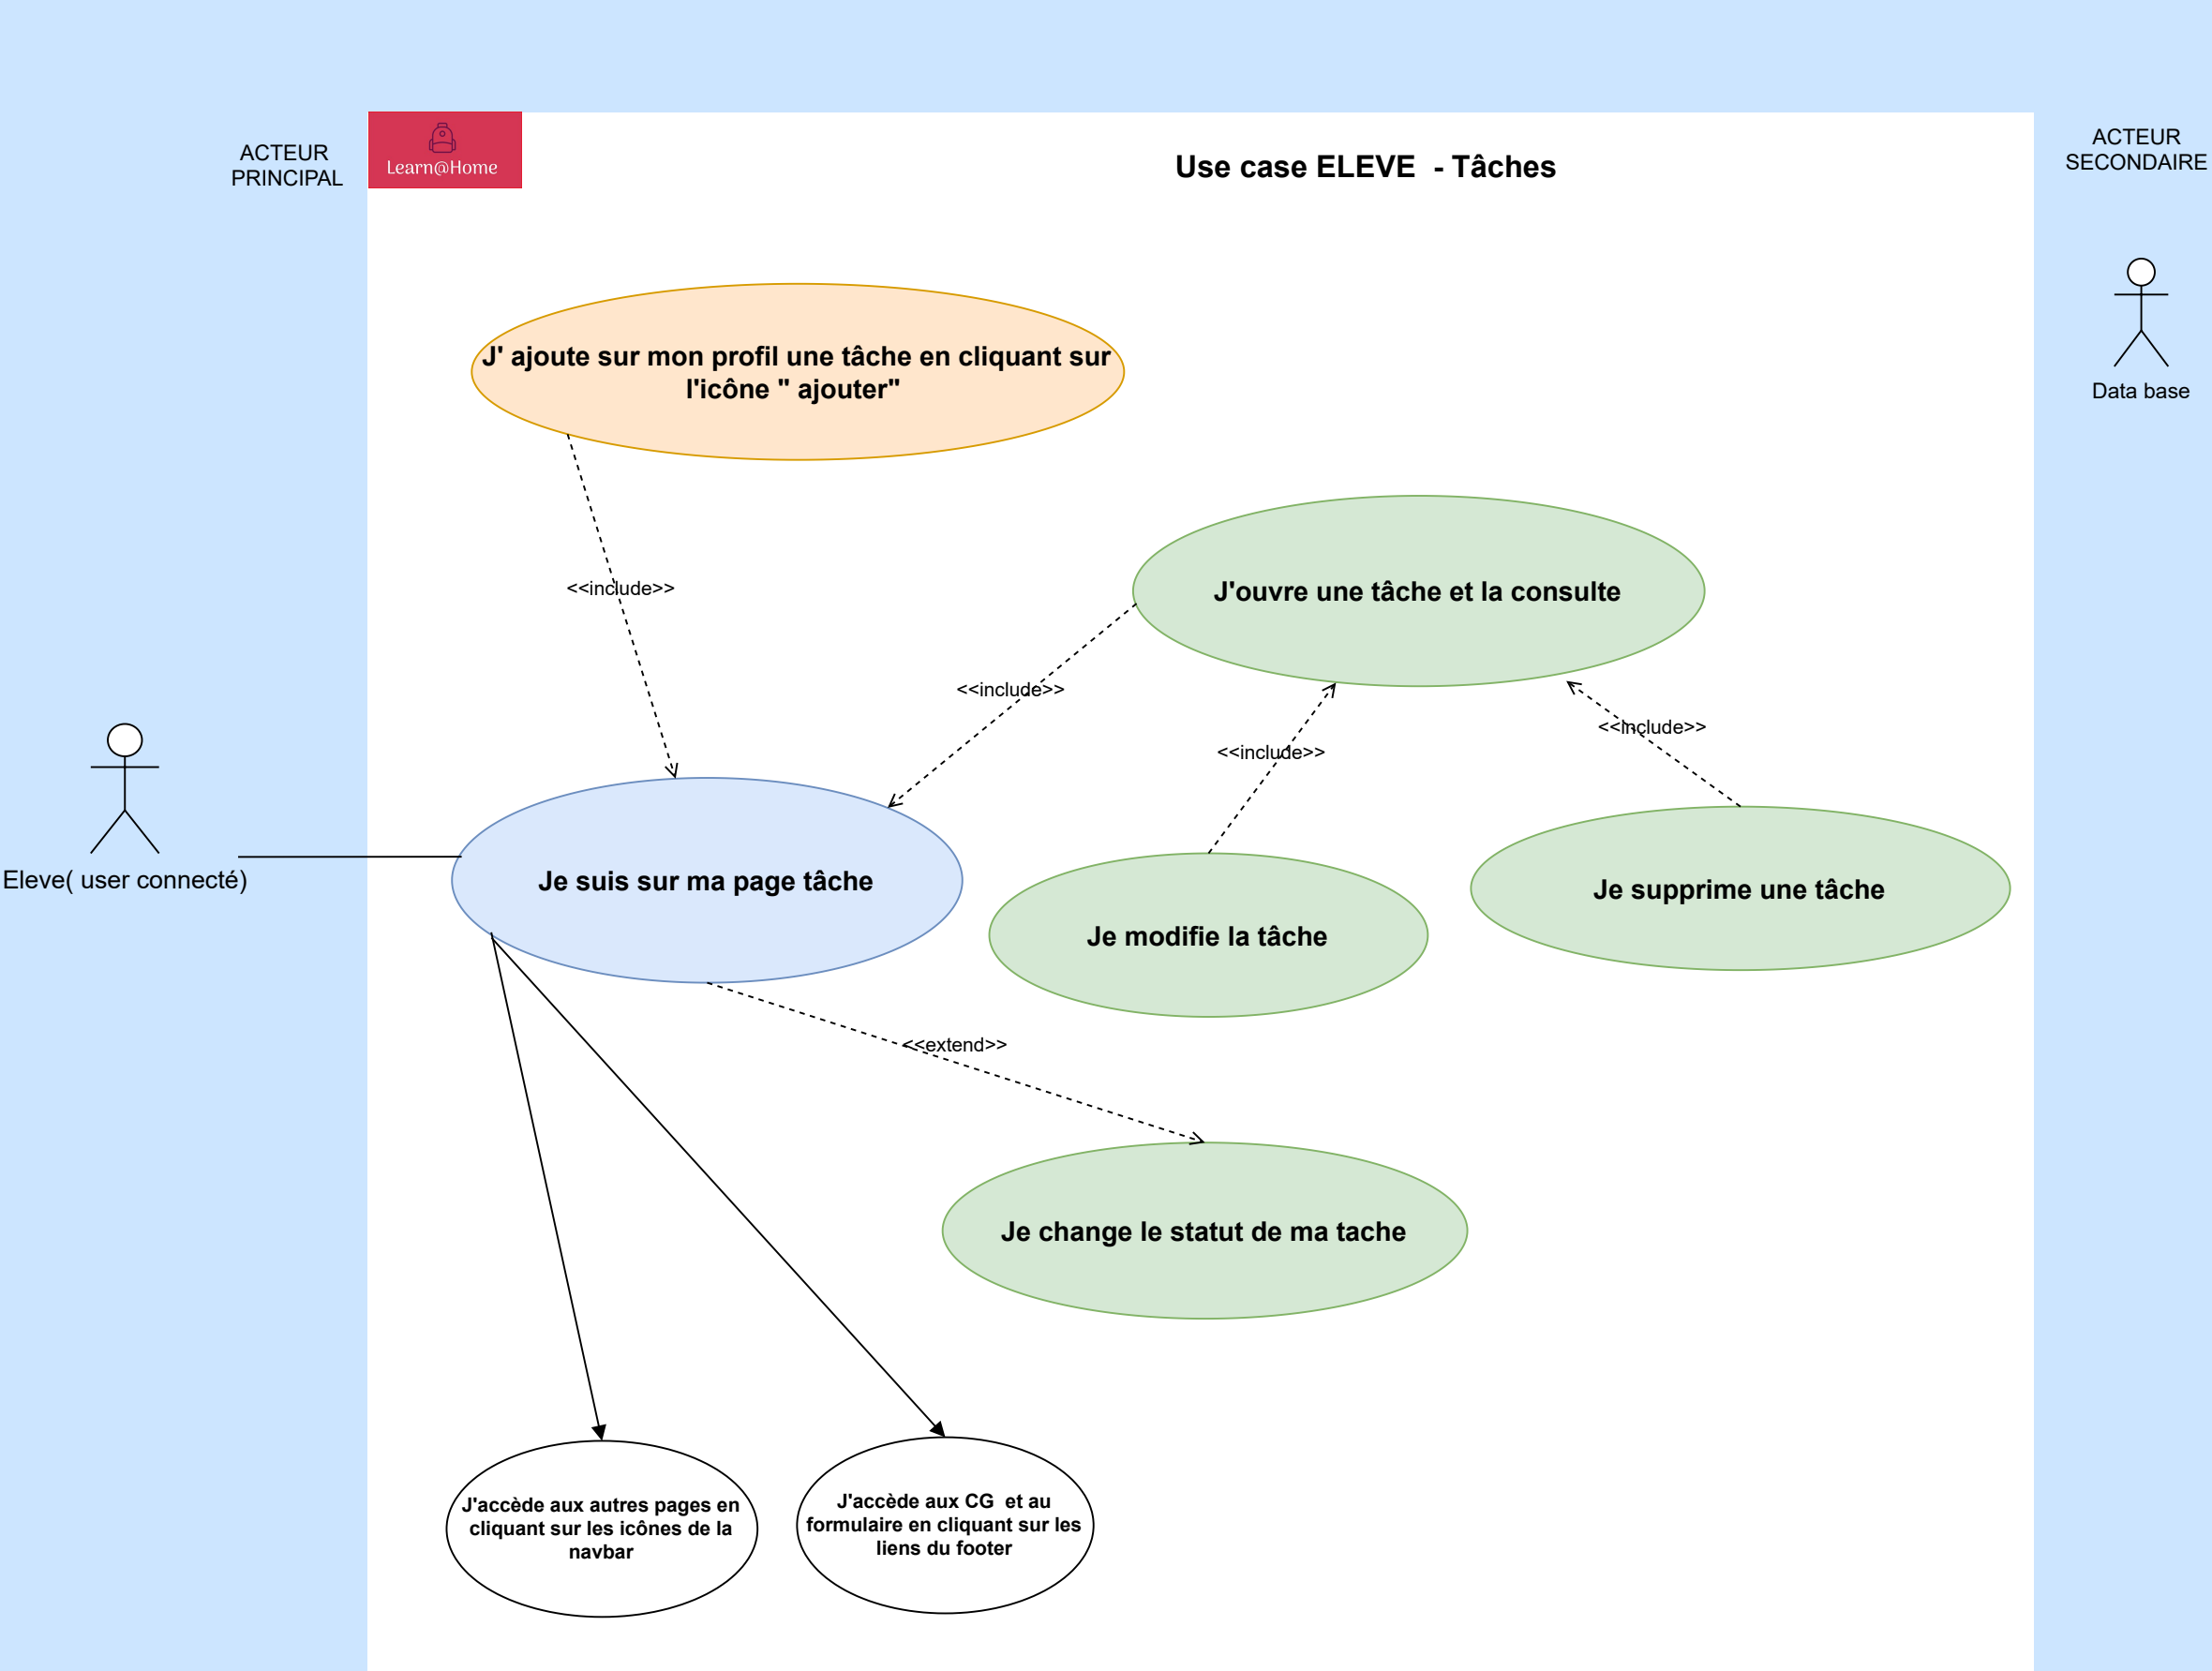 ACTEUR
PRINCIPAL
Learn@Home
Use case ELEVE  - Tâches
ACTEUR
SECONDAIRE
Data base
J' ajoute sur mon profil une tâche en cliquant sur
l'icône " ajouter"
<<include>>
J'ouvre une tâche et la consulte
<<include>>
<<include>>
<<include>>
Eleve( user connecté)
Je suis sur ma page tâche
Je modifie la tâche
Je supprime une tâche
<<extend>>
Je change le statut de ma tache
J'accède aux autres pages en
cliquant sur les icônes de la
navbar
J'accède aux CG  et au
formulaire en cliquant sur les
liens du footer